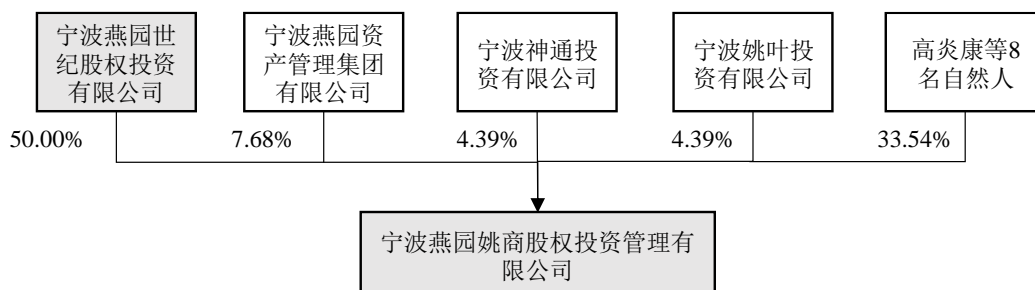 宁波燕园世
纪股权投资
有限公司
宁波燕园资
产管理集团
有限公司
宁波神通投
资有限公司
宁波姚叶投
资有限公司
高炎康等8
名自然人
50.00%
7.68%
4.39%
4.39%
33.54%
宁波燕园姚商股权投资管理有
限公司